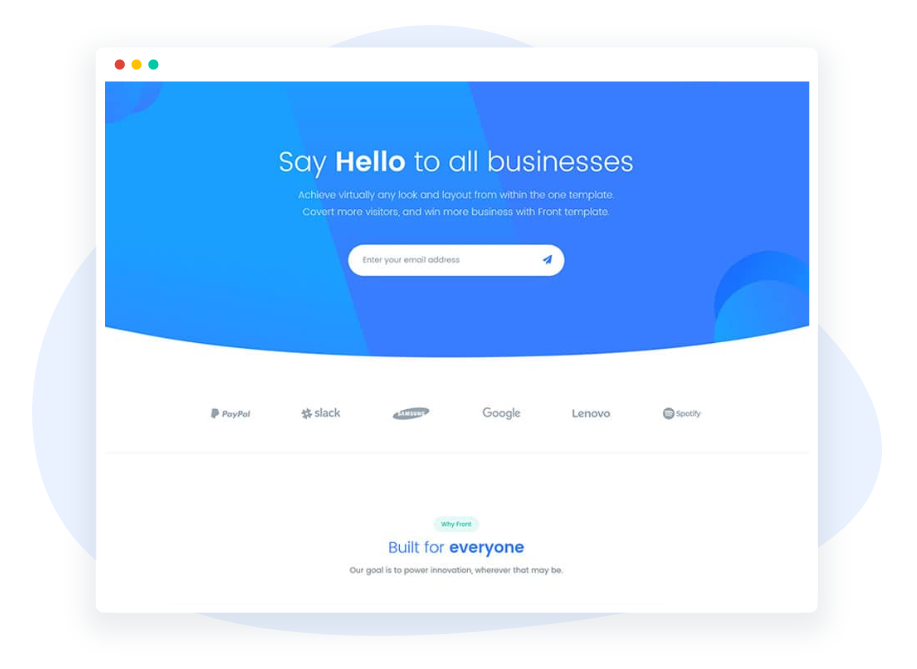 Say Hello to all businesses
Achieve virtually any look and layout from within the one template.
Covert more visitors, and win more business with Front template.
Enter your email address
PayPal slack SAMSUNG Google Lenovo Spotify
Why Front
Built for everyone
Our goal is to power innovation, wherever that may be.